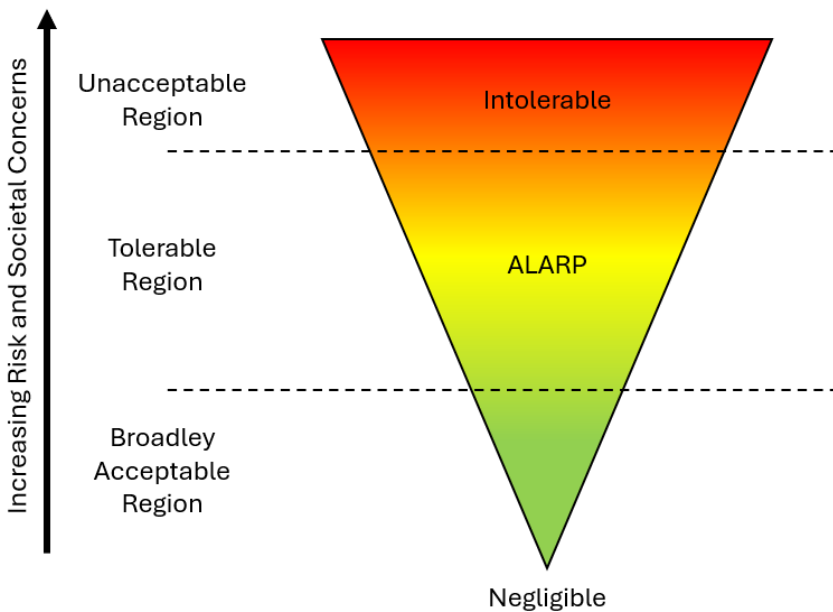 Increasing Risk and Societal Concerns
Unacceptable
Region
Intolerable
Tolerable
Region
ALARP
Broadley
Acceptable
Region
Negligible